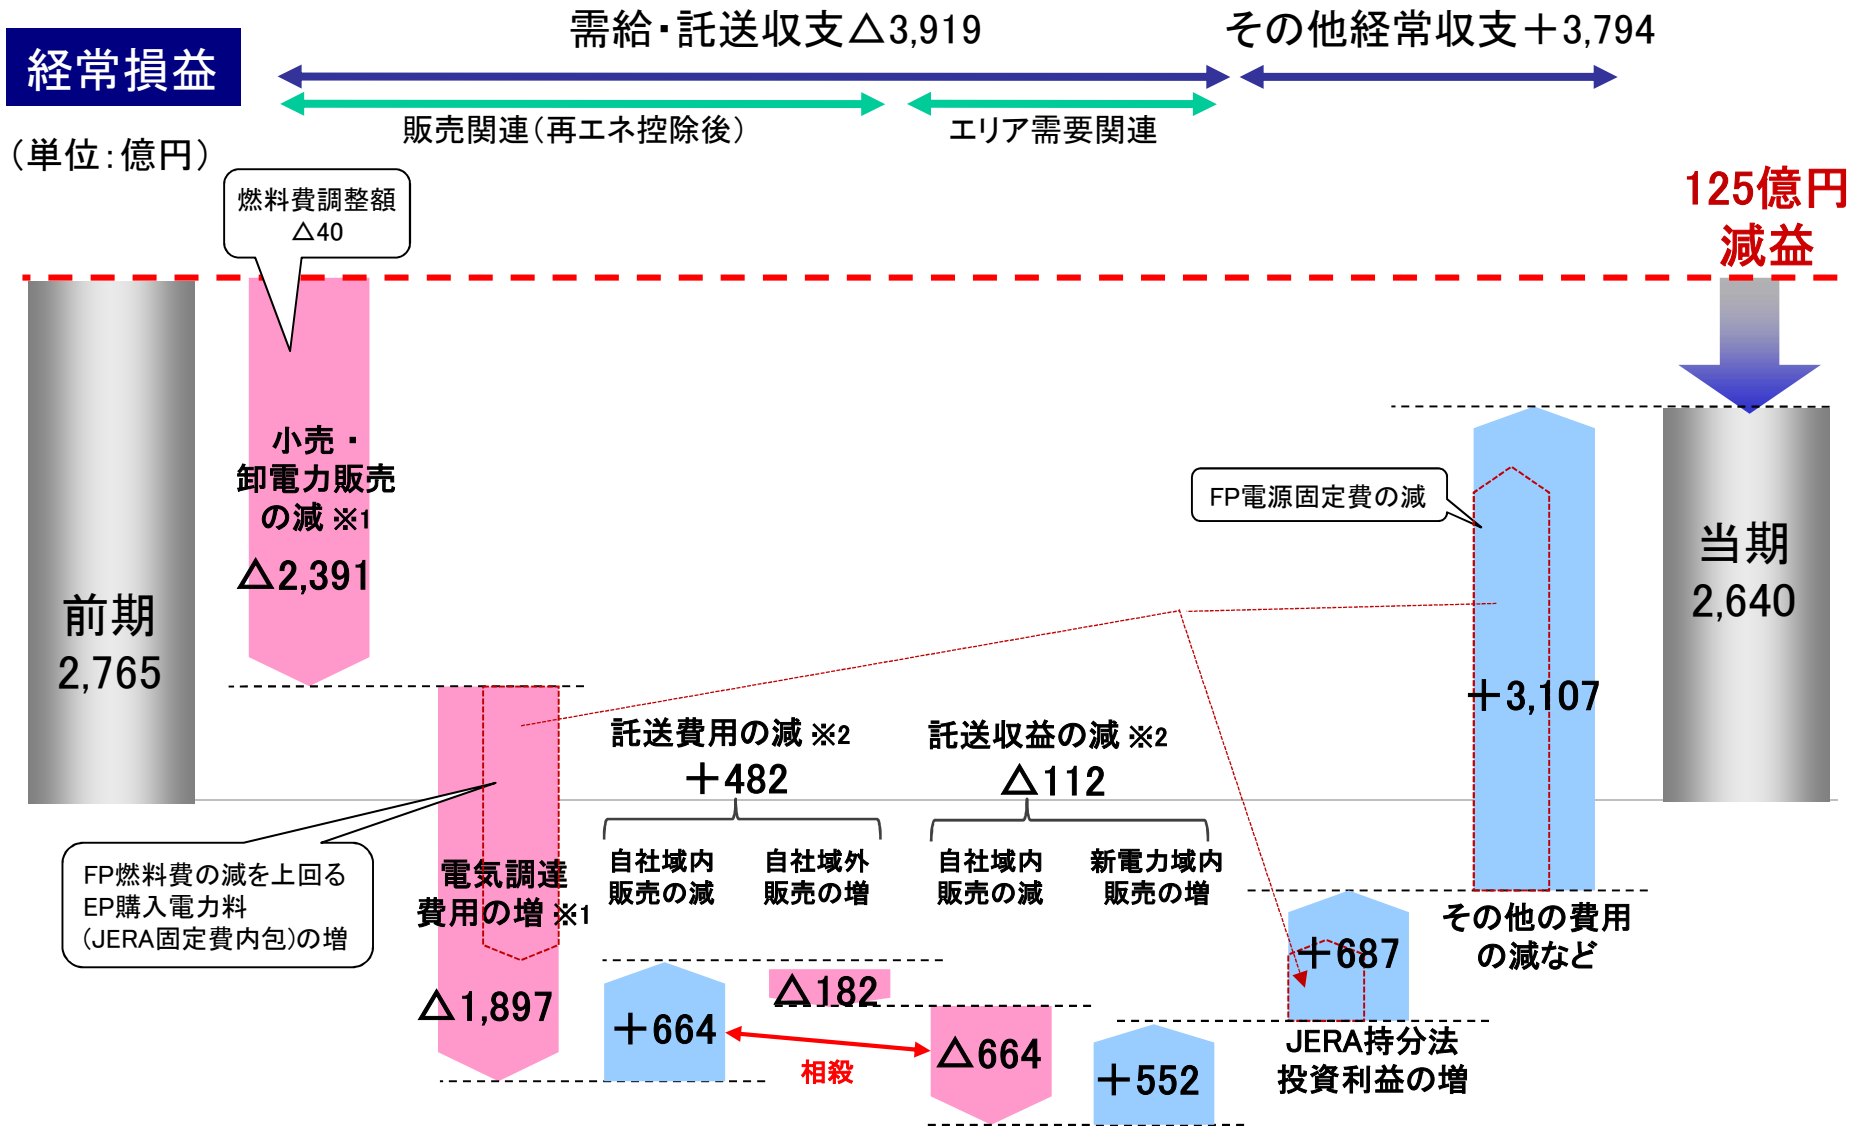 経常損益
(単位:億円)
需給・託送収支△3,919
その他経常収支＋3,794
販売関連(再エネ控除後)
エリア需要関連
燃料費調整額
△40
125億円
減益
前期
2,765
小売・
卸電力販売
の減 ※1
△2,391
FP燃料費の減を上回る
EP購入電力料
(JERA固定費内包)の増
電気調達
費用の増 ※1
△1,897
託送費用の減 ※2
＋482
自社域内
販売の減
自社域外
販売の増
＋664
△182
相殺
託送収益の減 ※2
△112
自社域内
販売の減
新電力域内
販売の増
△664
＋552
＋687
JERA持分法
投資利益の増
FP電源固定費の減
＋3,107
その他の費用
の減など
当期
2,640